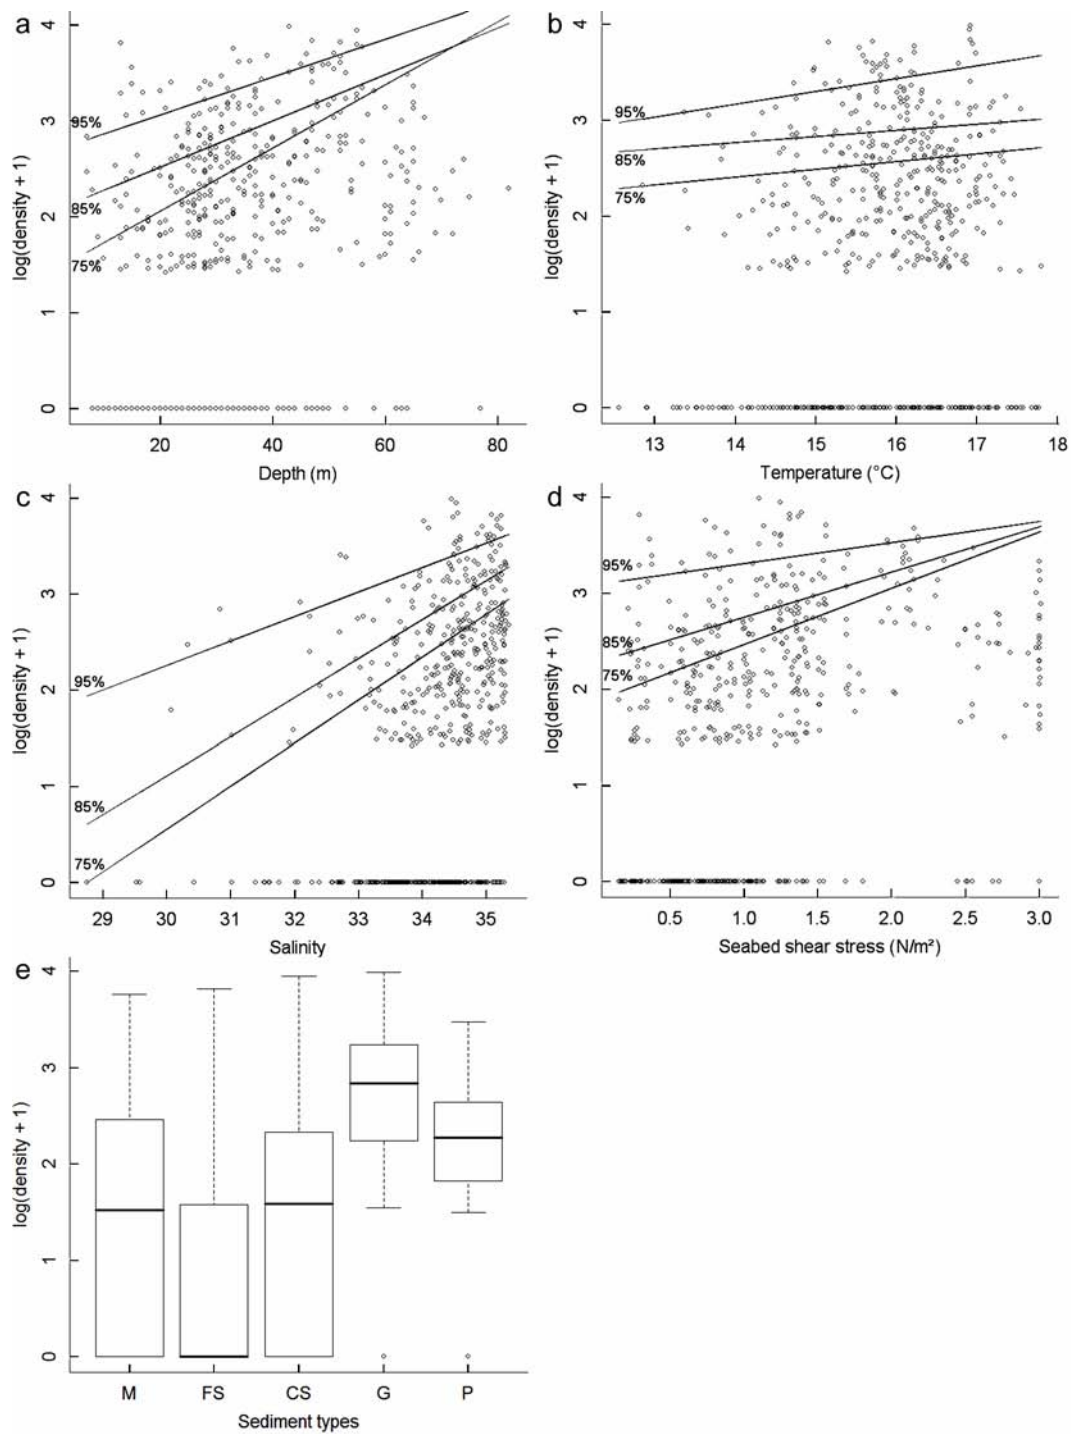 a
4
3
2
1
0
log(density + 1)
95%
85%
75%
20 40 60 80
Depth (m)
b
4
3
2
1
0
log(density + 1)
95%
85%
75%
13 14 15 16 17 18
Temperature (°C)
c
4
3
2
1
0
log(density + 1)
95%
85%
75%
29 30 31 32 33 34 35
Salinity
d
4
3
2
1
0
log(density + 1)
95%
85%
75%
0.5 1.0 1.5 2.0 2.5 3.0
Seabed shear stress (N/m²)
e
4
3
2
1
0
log(density + 1)
M FS CS G P
Sediment types